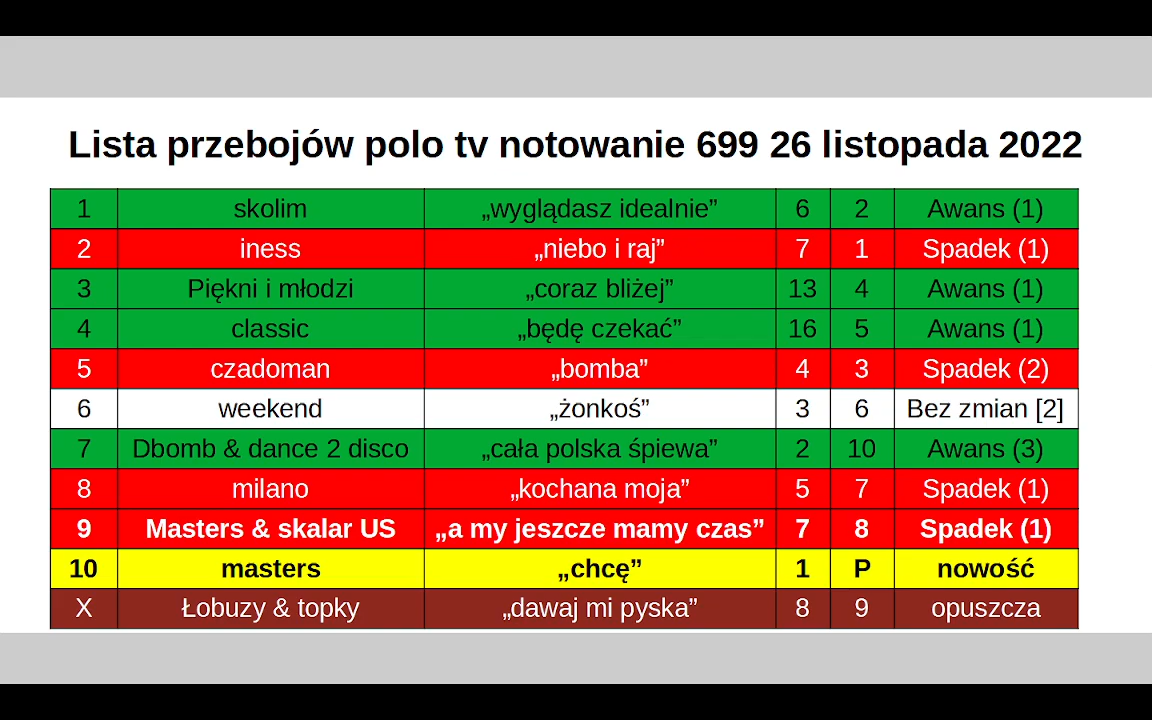 Lista przebojów polo tv notowanie 699 26 listopada 2022
1 skolim „wyglądasz idealnie” 6 2 Awans (1)
2 iness „niebo i raj” 7 1 Spadek (1)
3 Piękni i młodzi „coraz bliżej” 13 4 Awans (1)
4 classic „będę czekać” 16 5 Awans (1)
5 czadoman „bomba” 4 3 Spadek (2)
6 weekend „żonkoś” 3 6 Bez zmian [2]
7 Dbomb & dance 2 disco „cała polska śpiewa” 2 10 Awans (3)
8 milano „kochana moja” 5 7 Spadek (1)
9 Masters & skalar US „a my jeszcze mamy czas” 7 8 Spadek (1)
10 masters „chcę” 1 P nowość
X Łobuzy & topky „dawaj mi pyska” 8 9 opuszcza